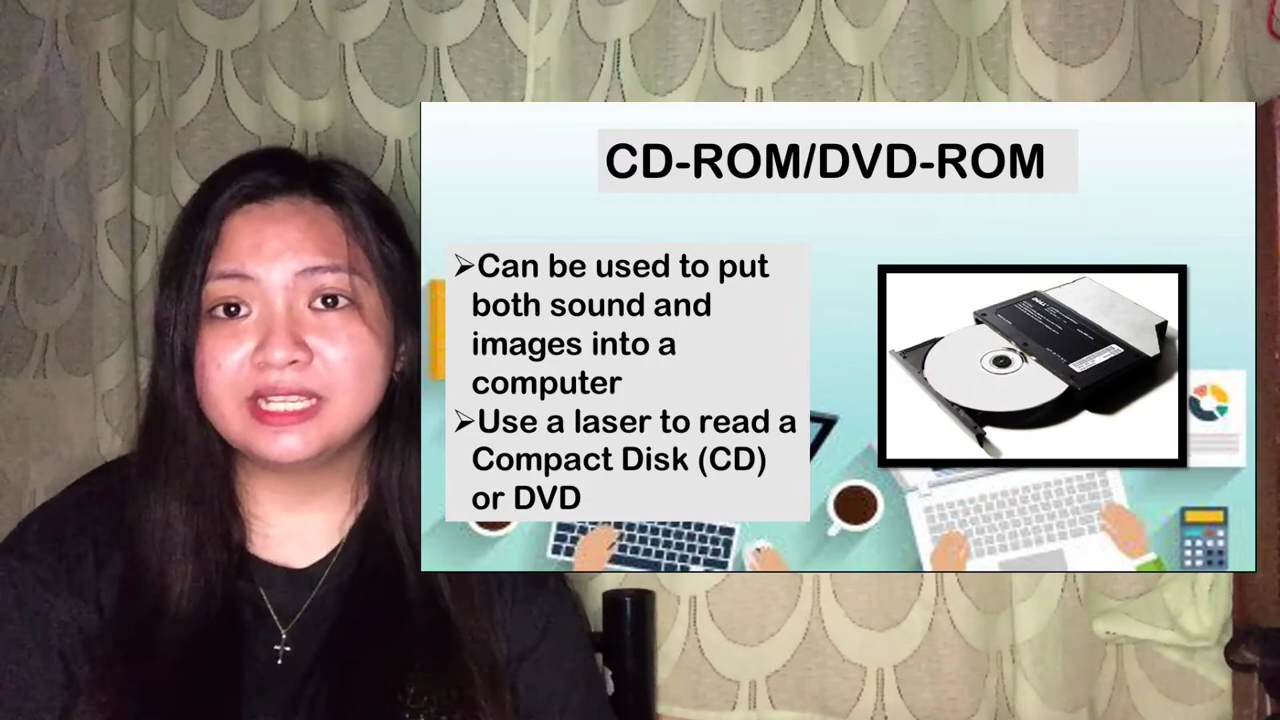 CD-ROM/DVD-ROM
➢Can be used to put
both sound and
images into a
computer
➢Use a laser to read a
Compact Disk (CD)
or DVD
DELL